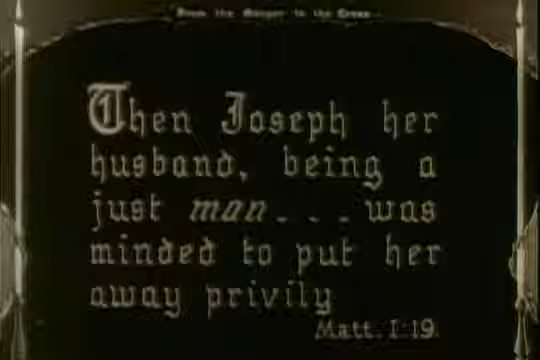 From the Manger to the Cross
Then Joseph her
husband, being a
just man. . . was
minded to put her
away privily
Matt. I:19.